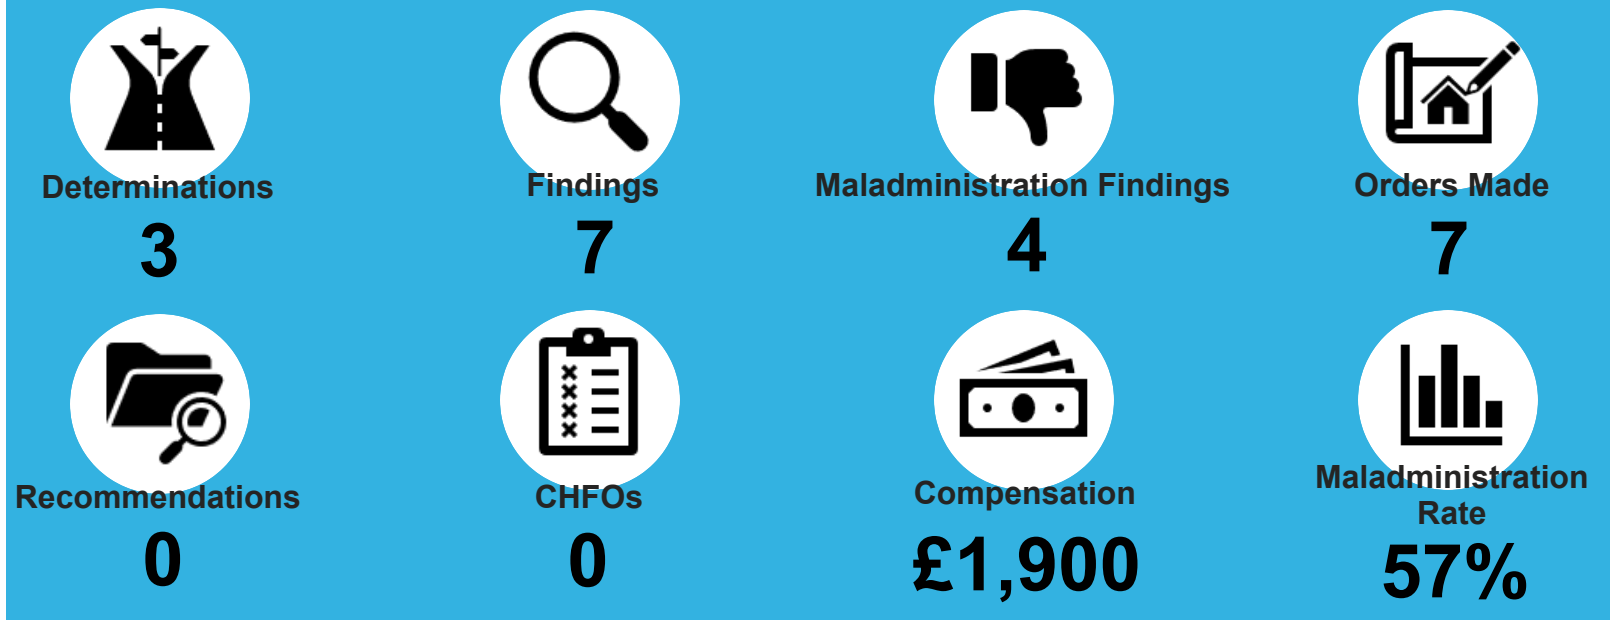 Determinations
3
Findings
7
Maladministration Findings
4
Orders Made
7
Recommendations
0
CHFOs
0
Compensation
£1,900
Maladministration
Rate
57%